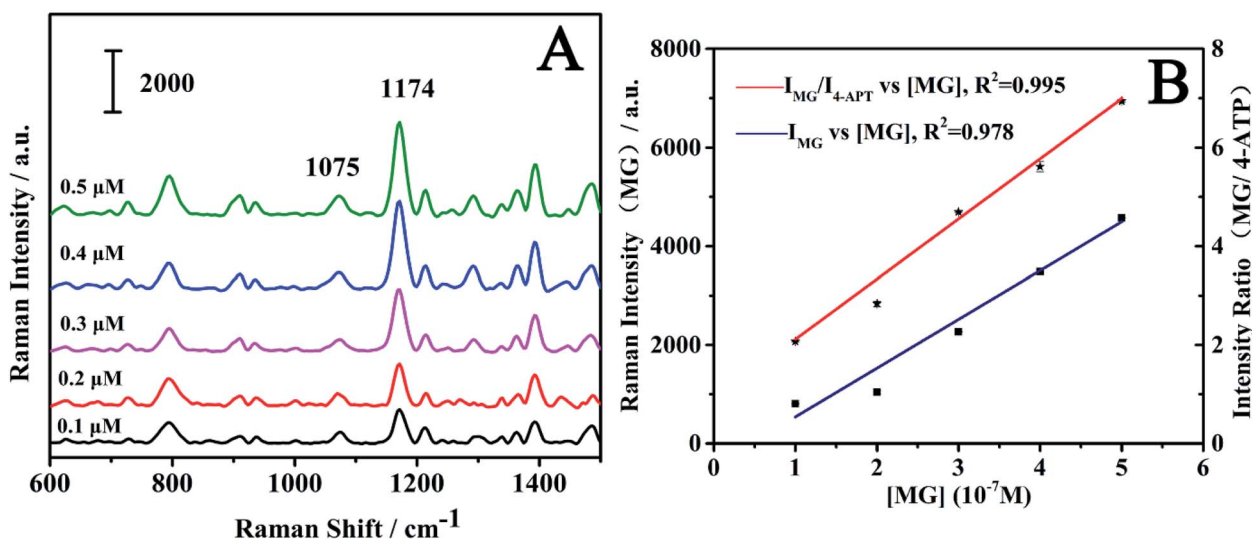 A
2000
1174
1075
0.5 μM
0.4 μM
0.3 μM
0.2 μM
0.1 μM
Raman Intensity / a.u.
600 800 1000 1200 1400
Raman Shift / cm-1
B
IMG/I4-APT vs [MG], R2=0.995
IMG vs [MG], R2=0.978
Raman Intensity (MG) / a.u.
8000
6000
4000
2000
0
0 1 2 3 4 5 6
[MG] (10-7M)
8
6
4
2
0
Intensity Ratio (MG/ 4-ATP)